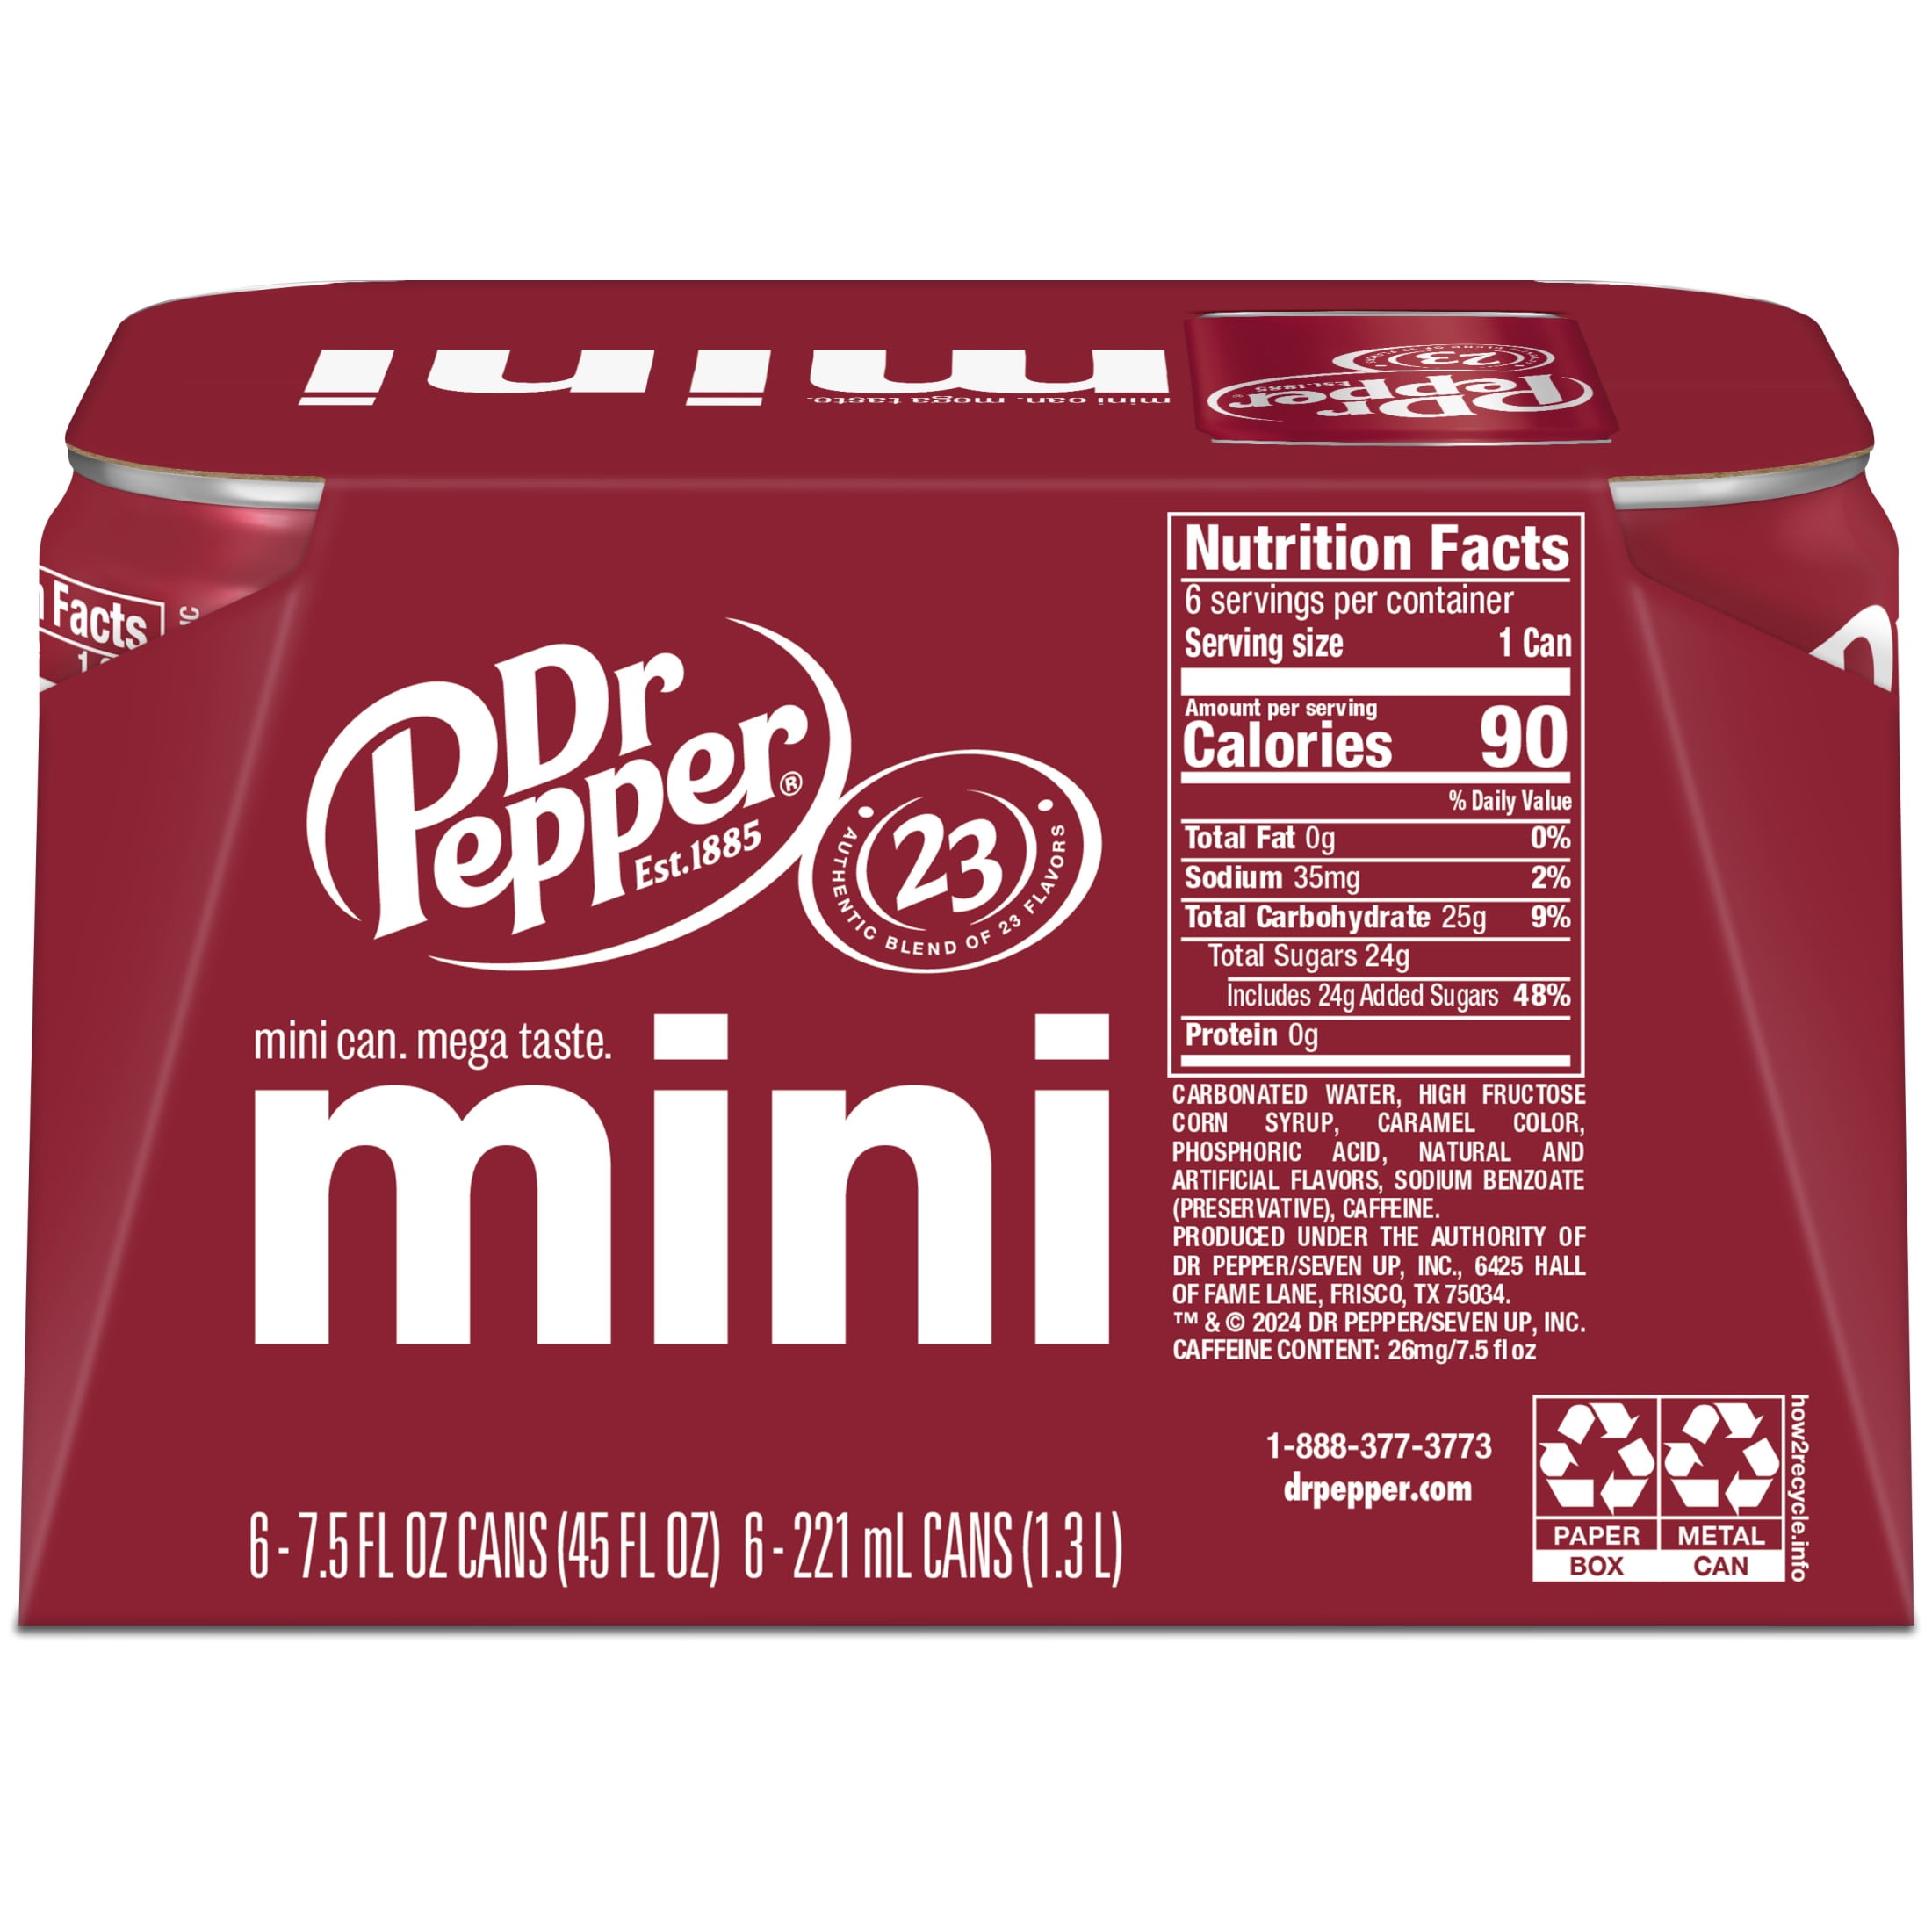 mini
mini can. mega taste.
Dr
Pepper
Est.1885
23
Facts
Dr
Pepper®
Est.1885
23
AUTHENTIC BLEND OF 23 FLAVORS
mini can. mega taste.
mini
6 - 7.5 FL OZ CANS (45 FL OZ) 6 - 221 mL CANS (1.3 L)
Nutrition Facts
6 servings per container
Serving size 1 Can
Amount per serving
Calories 90
% Daily Value
Total Fat 0g 0%
Sodium 35mg 2%
Total Carbohydrate 25g 9%
Total Sugars 24g
Includes 24g Added Sugars 48%
Protein 0g
CARBONATED WATER, HIGH FRUCTOSE
CORN SYRUP, CARAMEL COLOR,
PHOSPHORIC ACID, NATURAL AND
ARTIFICIAL FLAVORS, SODIUM BENZOATE
(PRESERVATIVE), CAFFEINE.
PRODUCED UNDER THE AUTHORITY OF
DR PEPPER/SEVEN UP, INC., 6425 HALL
OF FAME LANE, FRISCO, TX 75034.
™ & © 2024 DR PEPPER/SEVEN UP, INC.
CAFFEINE CONTENT: 26mg/7.5 fl oz
1-888-377-3773
drpepper.com
PAPER
BOX
METAL
CAN
how2recycle.info